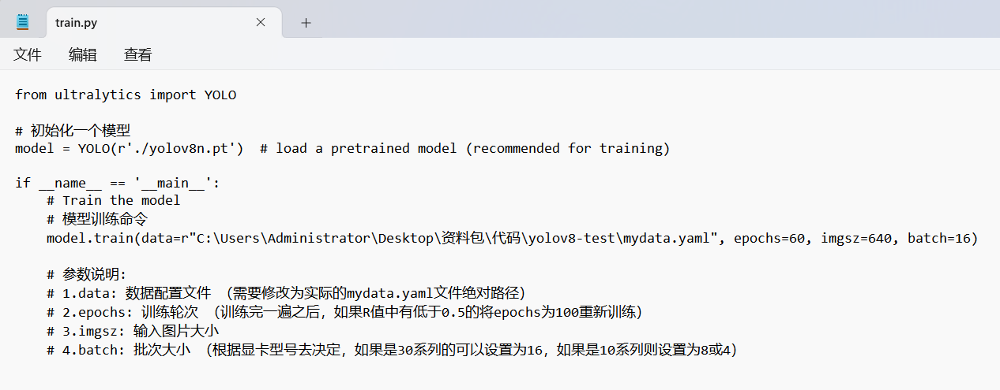 train.py
文件 编辑 查看
from ultralytics import YOLO
# 初始化一个模型
model = YOLO(r'./yolov8n.pt')  # load a pretrained model (recommended for training)
if __name__ == '__main__':
    # Train the model
    # 模型训练命令
    model.train(data=r"C:\Users\Administrator\Desktop\资料包\代码\yolov8-test\mydata.yaml", epochs=60, imgsz=640, batch=16)
    # 参数说明:
    # 1.data: 数据配置文件 （需要修改为实际的mydata.yaml文件绝对路径）
    # 2.epochs: 训练轮次 （训练完一遍之后，如果R值中有低于0.5的将epochs为100重新训练）
    # 3.imgsz: 输入图片大小
    # 4.batch: 批次大小 （根据显卡型号去决定，如果是30系列的可以设置为16，如果是10系列则设置为8或4）